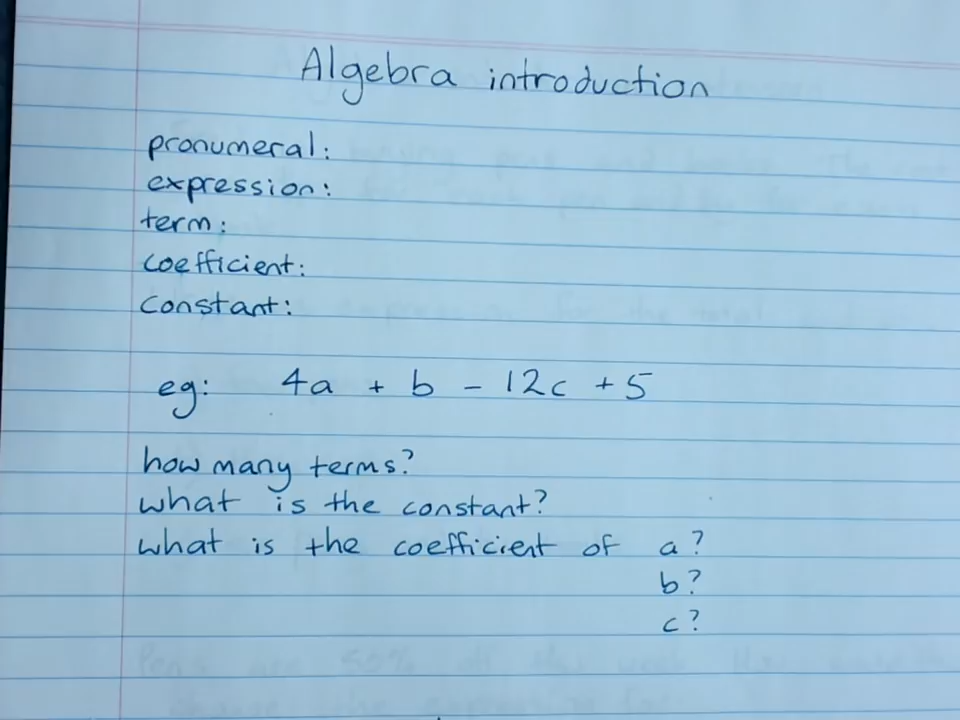 Algebra introduction
pronumeral:
expression:
term:
coefficient:
constant:
eg: 4a + b - 12c + 5
how many terms?
what is the constant?
what is the coefficient of a?
b?
c?